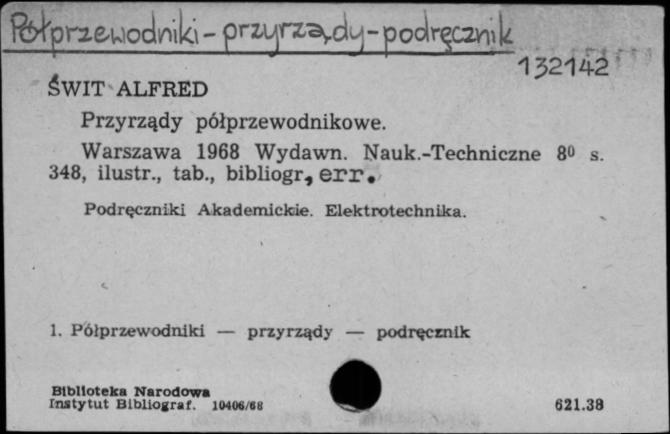 Półprzewodniki - przyrządy - podręcznik
132142
ŚWIT ALFRED
Przyrządy półprzewodnikowe.
Warszawa 1968 Wydawn. Nauk.-Techniczne 8⁰ s.
348, ilustr., tab., bibliogr, err.
Podręczniki Akademickie. Elektrotechnika.
1. Półprzewodniki — przyrządy — podręcznik
Biblioteka Narodowa
Instytut Bibliograf. 10406/68
621.38